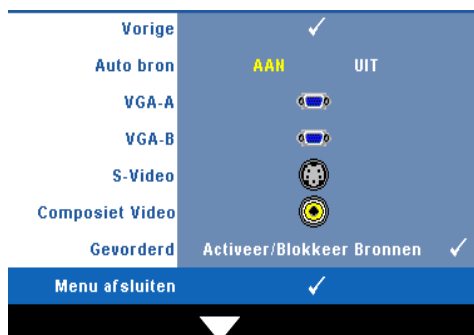 Vorige
Auto bron AAN UIT
VGA-A
VGA-B
S-Video
Composiet Video
Gevorderd Activeer/Blokkeer Bronnen
Menu afsluiten